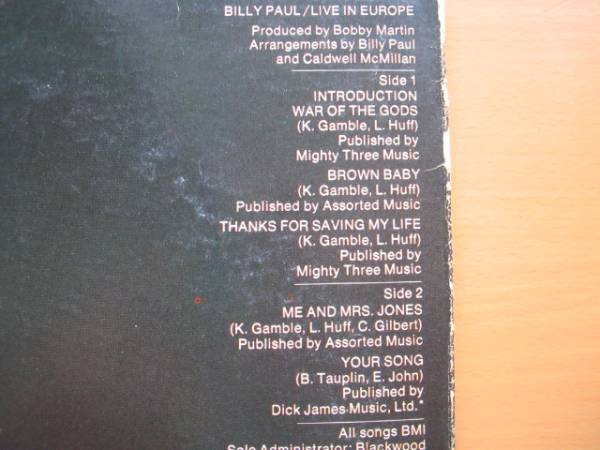 BILLY PAUL/LIVE IN EUROPE
Produced by Bobby Martin
Arrangements by Billy Paul
and Caldwell McMillan
Side 1
INTRODUCTION
WAR OF THE GODS
(K. Gamble, L. Huff)
Published by
Mighty Three Music
BROWN BABY
(K. Gamble, L. Huff)
Published by Assorted Music
THANKS FOR SAVING MY LIFE
(K. Gamble, L. Huff)
Published by
Mighty Three Music
Side 2
ME AND MRS. JONES
(K. Gamble, L. Huff, C. Gilbert)
Published by Assorted Music
YOUR SONG
(B. Tauplin, E. John)
Published by
Dick James Music, Ltd.*
All songs BMI
Sole Administrator: Blackwood